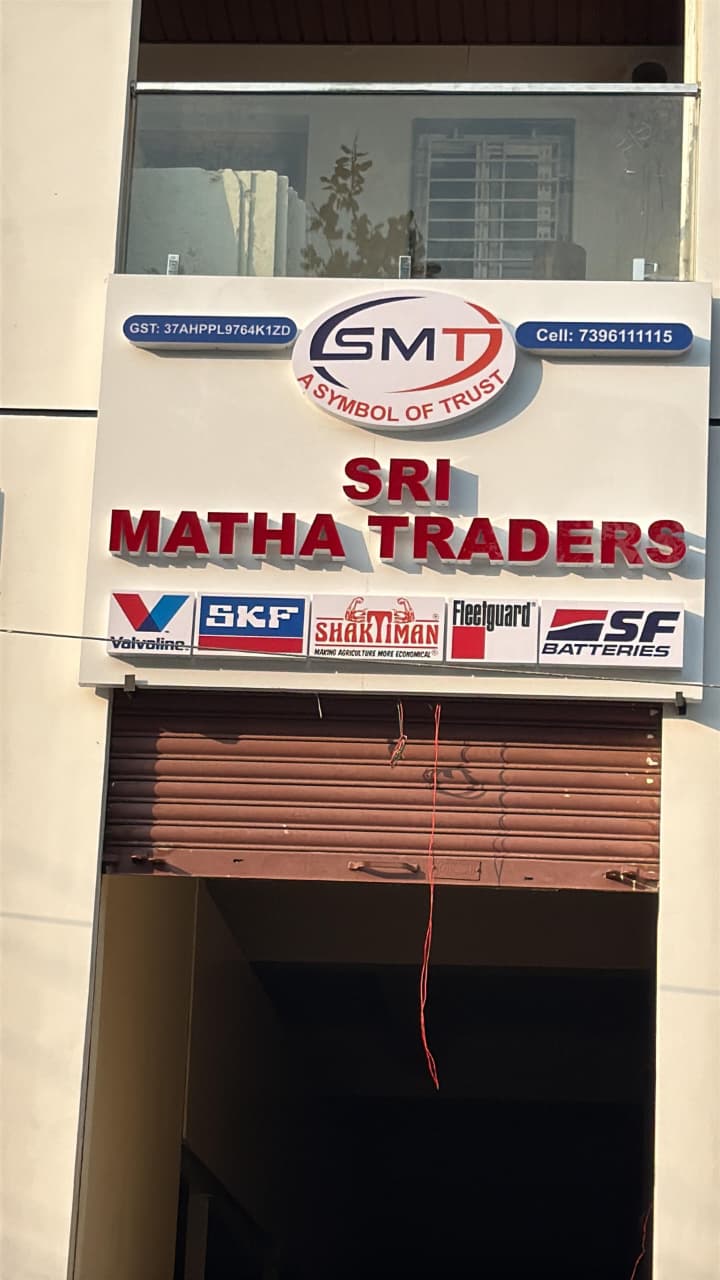 GST: 37AHPPL9764K1ZD
SMT
A SYMBOL OF TRUST
Cell: 7396111115
SRI
MATHA TRADERS
Valvoline
SKF
SHAKTIMAN
MAKING AGRICULTURE MORE ECONOMICAL®
Fleetguard®
SF
BATTERIES